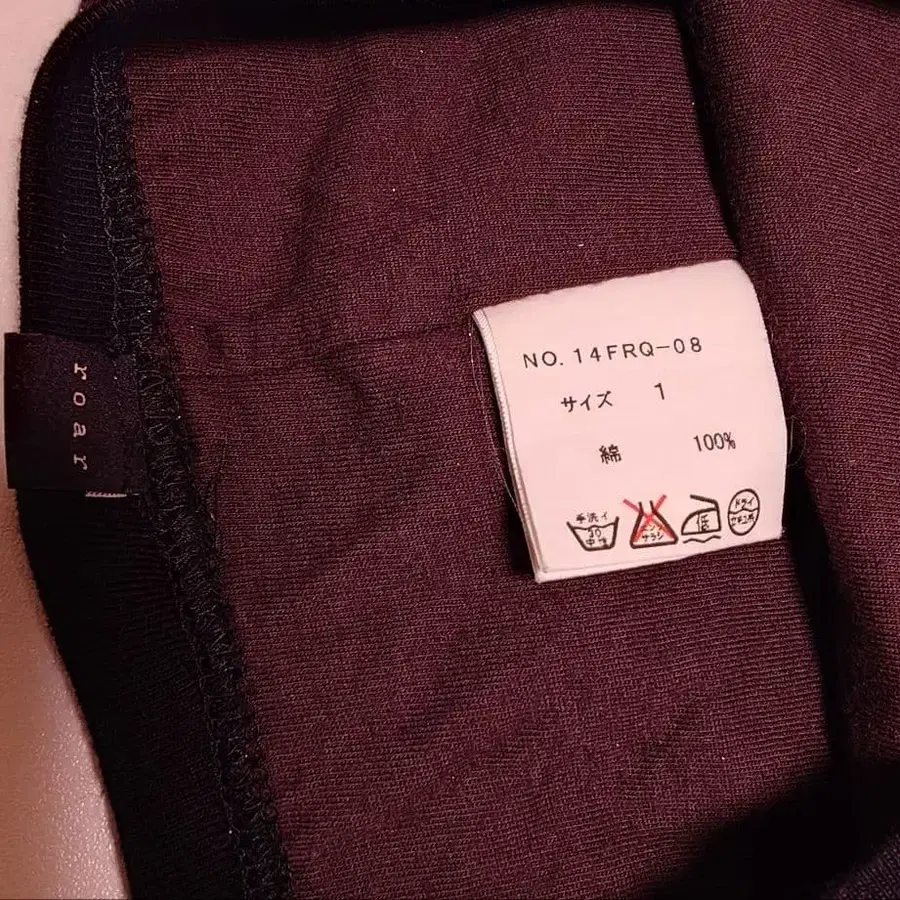 roar
NO. 14FRQ-08
サイズ 1
綿 100%
手洗イ 30 中性
エンソサラシ
低
ドライ セキユ系